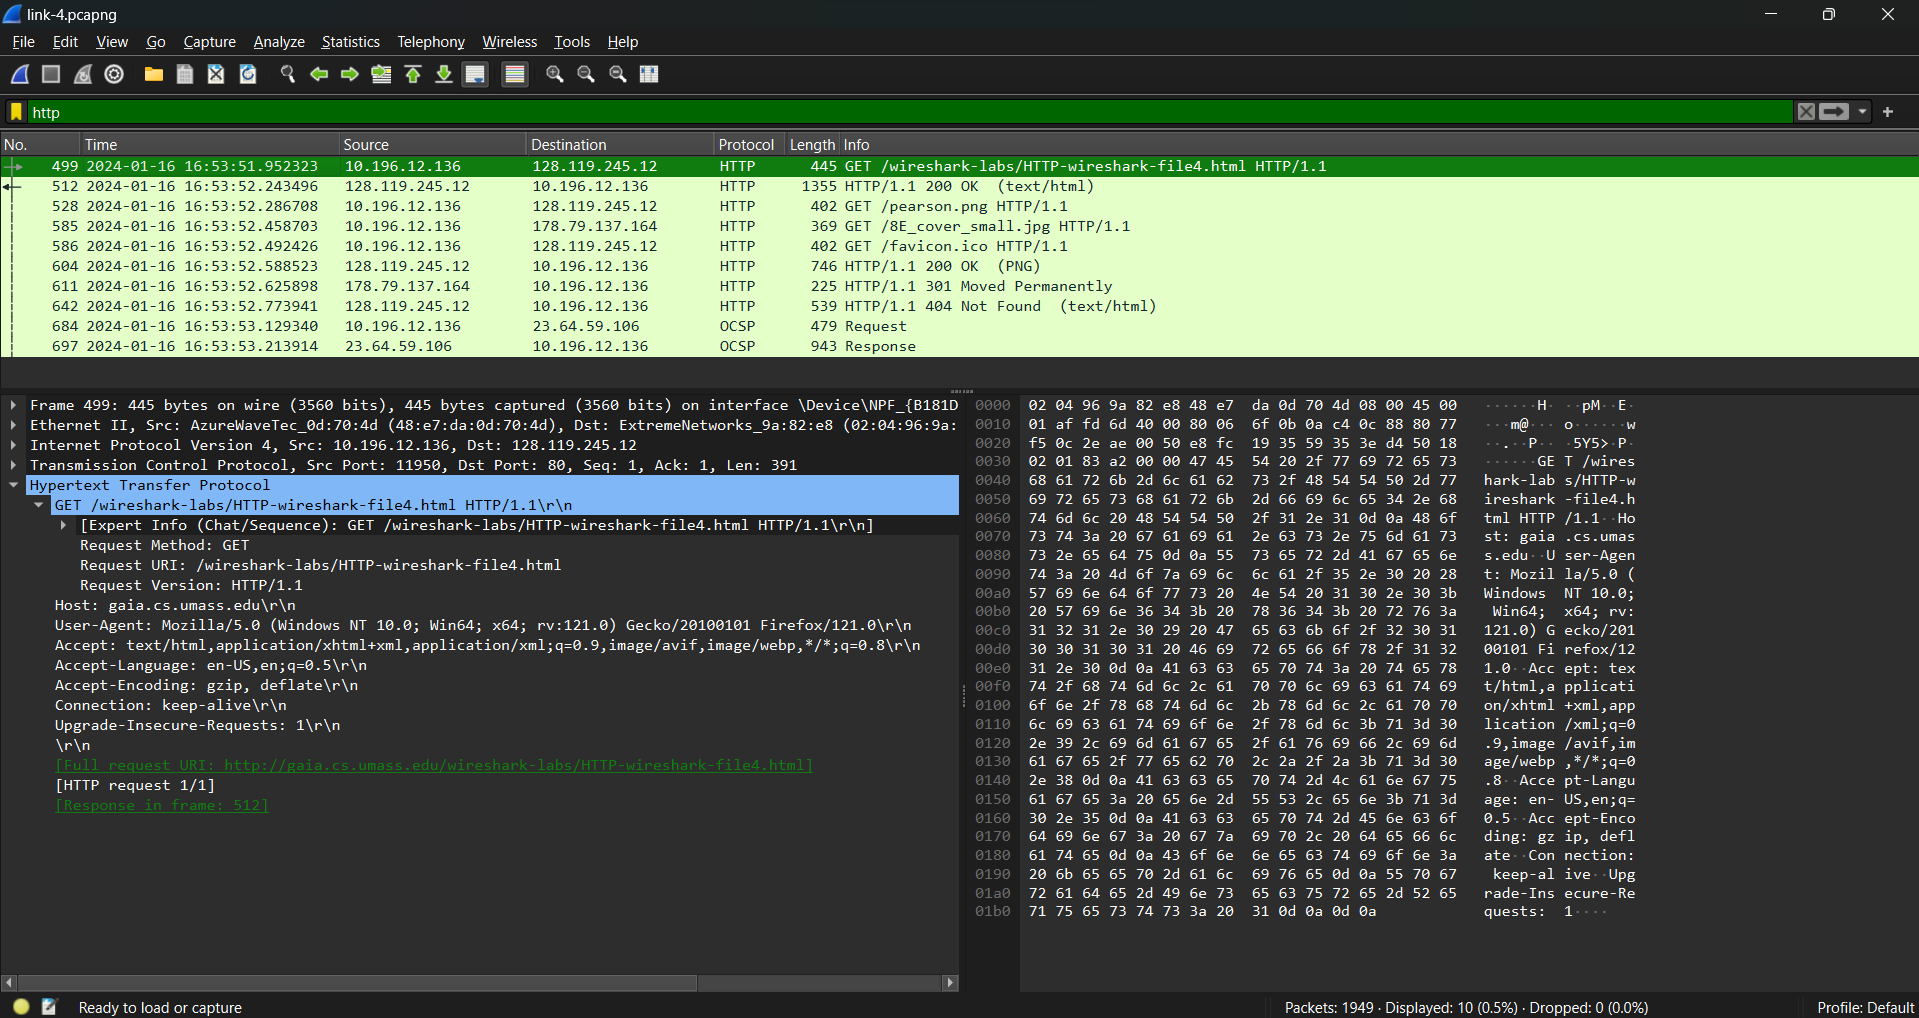 link-4.pcapng
File Edit View Go Capture Analyze Statistics Telephony Wireless Tools Help
http
No. Time Source Destination Protocol Length Info
499 2024-01-16 16:53:51.952323 10.196.12.136 128.119.245.12 HTTP 445 GET /wireshark-labs/HTTP-wireshark-file4.html HTTP/1.1
512 2024-01-16 16:53:52.243496 128.119.245.12 10.196.12.136 HTTP 1355 HTTP/1.1 200 OK (text/html)
528 2024-01-16 16:53:52.286708 10.196.12.136 128.119.245.12 HTTP 402 GET /pearson.png HTTP/1.1
585 2024-01-16 16:53:52.458703 10.196.12.136 178.79.137.164 HTTP 369 GET /8E_cover_small.jpg HTTP/1.1
586 2024-01-16 16:53:52.492426 10.196.12.136 128.119.245.12 HTTP 402 GET /favicon.ico HTTP/1.1
604 2024-01-16 16:53:52.588523 128.119.245.12 10.196.12.136 HTTP 746 HTTP/1.1 200 OK (PNG)
611 2024-01-16 16:53:52.625898 178.79.137.164 10.196.12.136 HTTP 225 HTTP/1.1 301 Moved Permanently
642 2024-01-16 16:53:52.773941 128.119.245.12 10.196.12.136 HTTP 539 HTTP/1.1 404 Not Found (text/html)
684 2024-01-16 16:53:53.129340 10.196.12.136 23.64.59.106 OCSP 479 Request
697 2024-01-16 16:53:53.213914 23.64.59.106 10.196.12.136 OCSP 943 Response
Frame 499: 445 bytes on wire (3560 bits), 445 bytes captured (3560 bits) on interface \Device\NPF_{B181D
Ethernet II, Src: AzureWaveTec_0d:70:4d (48:e7:da:0d:70:4d), Dst: ExtremeNetworks_9a:82:e8 (02:04:96:9a:
Internet Protocol Version 4, Src: 10.196.12.136, Dst: 128.119.245.12
Transmission Control Protocol, Src Port: 11950, Dst Port: 80, Seq: 1, Ack: 1, Len: 391
Hypertext Transfer Protocol
GET /wireshark-labs/HTTP-wireshark-file4.html HTTP/1.1\r\n
[Expert Info (Chat/Sequence): GET /wireshark-labs/HTTP-wireshark-file4.html HTTP/1.1\r\n]
Request Method: GET
Request URI: /wireshark-labs/HTTP-wireshark-file4.html
Request Version: HTTP/1.1
Host: gaia.cs.umass.edu\r\n
User-Agent: Mozilla/5.0 (Windows NT 10.0; Win64; x64; rv:121.0) Gecko/20100101 Firefox/121.0\r\n
Accept: text/html,application/xhtml+xml,application/xml;q=0.9,image/avif,image/webp,*/*;q=0.8\r\n
Accept-Language: en-US,en;q=0.5\r\n
Accept-Encoding: gzip, deflate\r\n
Connection: keep-alive\r\n
Upgrade-Insecure-Requests: 1\r\n
\r\n
[Full request URI: http://gaia.cs.umass.edu/wireshark-labs/HTTP-wireshark-file4.html]
[HTTP request 1/1]
[Response in frame: 512]
0000 02 04 96 9a 82 e8 48 e7 da 0d 70 4d 08 00 45 00 ······H· ··pM··E·
0010 01 af fd 6d 40 00 80 06 6f 0b 0a c4 0c 88 80 77 ···m@··· o······w
0020 f5 0c 2e ae 00 50 e8 fc 19 35 59 35 3e d4 50 18 ··.··P·· ·5Y5>·P·
0030 02 01 83 a2 00 00 47 45 54 20 2f 77 69 72 65 73 ······GE T /wires
0040 68 61 72 6b 2d 6c 61 62 73 2f 48 54 54 50 2d 77 hark-lab s/HTTP-w
0050 69 72 65 73 68 61 72 6b 2d 66 69 6c 65 34 2e 68 ireshark -file4.h
0060 74 6d 6c 20 48 54 54 50 2f 31 2e 31 0d 0a 48 6f tml HTTP /1.1··Ho
0070 73 74 3a 20 67 61 69 61 2e 63 73 2e 75 6d 61 73 st: gaia .cs.umas
0080 73 2e 65 64 75 0d 0a 55 73 65 72 2d 41 67 65 6e s.edu··U ser-Agen
0090 74 3a 20 4d 6f 7a 69 6c 6c 61 2f 35 2e 30 20 28 t: Mozil la/5.0 (
00a0 57 69 6e 64 6f 77 73 20 4e 54 20 31 30 2e 30 3b Windows NT 10.0;
00b0 20 57 69 6e 36 34 3b 20 78 36 34 3b 20 72 76 3a Win64; x64; rv:
00c0 31 32 31 2e 30 29 20 47 65 63 6b 6f 2f 32 30 31 121.0) G ecko/201
00d0 30 30 31 30 31 20 46 69 72 65 66 6f 78 2f 31 32 00101 Fi refox/12
00e0 31 2e 30 0d 0a 41 63 63 65 70 74 3a 20 74 65 78 1.0··Acc ept: tex
00f0 74 2f 68 74 6d 6c 2c 61 70 70 6c 69 63 61 74 69 t/html,a pplicati
0100 6f 6e 2f 78 68 74 6d 6c 2b 78 6d 6c 2c 61 70 70 on/xhtml +xml,app
0110 6c 69 63 61 74 69 6f 6e 2f 78 6d 6c 3b 71 3d 30 lication /xml;q=0
0120 2e 39 2c 69 6d 61 67 65 2f 61 76 69 66 2c 69 6d .9,image /avif,im
0130 61 67 65 2f 77 65 62 70 2c 2a 2f 2a 3b 71 3d 30 age/webp ,*/*;q=0
0140 2e 38 0d 0a 41 63 63 65 70 74 2d 4c 61 6e 67 75 .8··Acce pt-Langu
0150 61 67 65 3a 20 65 6e 2d 55 53 2c 65 6e 3b 71 3d age: en- US,en;q=
0160 30 2e 35 0d 0a 41 63 63 65 70 74 2d 45 6e 63 6f 0.5··Acc ept-Enco
0170 64 69 6e 67 3a 20 67 7a 69 70 2c 20 64 65 66 6c ding: gz ip, defl
0180 61 74 65 0d 0a 43 6f 6e 6e 65 63 74 69 6f 6e 3a ate··Con nection:
0190 20 6b 65 65 70 2d 61 6c 69 76 65 0d 0a 55 70 67 keep-al ive··Upg
01a0 72 61 64 65 2d 49 6e 73 65 63 75 72 65 2d 52 65 rade-Ins ecure-Re
01b0 71 75 65 73 74 73 3a 20 31 0d 0a 0d 0a quests: 1····
Ready to load or capture
Packets: 1949 · Displayed: 10 (0.5%) · Dropped: 0 (0.0%)
Profile: Default